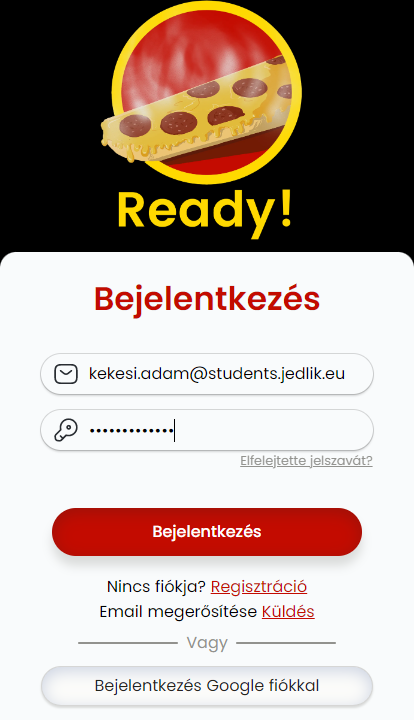 Ready!
Bejelentkezés
kekesi.adam@students.jedlik.eu
•••••••••••••
Elfelejtette jelszavát?
Bejelentkezés
Nincs fiókja? Regisztráció
Email megerősítése Küldés
Vagy
Bejelentkezés Google fiókkal